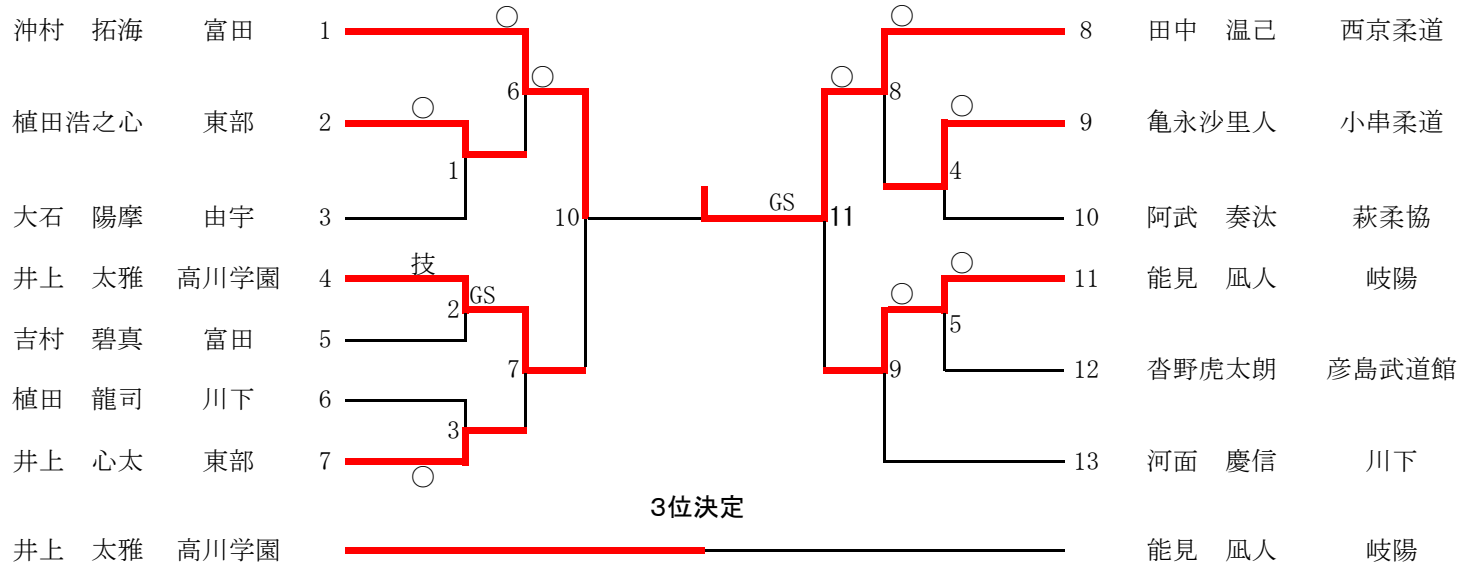 ○ ○
沖村 拓海 富田 1 8 田中 温己 西京柔道
○ ○
6 8
○ ○
植田浩之心 東部 2 9 亀永沙里人 小串柔道
1 4
GS
大石 陽摩 由宇 3 10 11 10 阿武 奏汰 萩柔協
技 ○
井上 太雅 高川学園 4 11 能見 凪人 岐陽
GS ○
2 5
吉村 碧真 富田 5
7 9 12 沓野虎太朗 彦島武道館
植田 龍司 川下 6
3
井上 心太 東部 7 13 河面 慶信 川下
○
3位決定
井上 太雅 高川学園 能見 凪人 岐陽